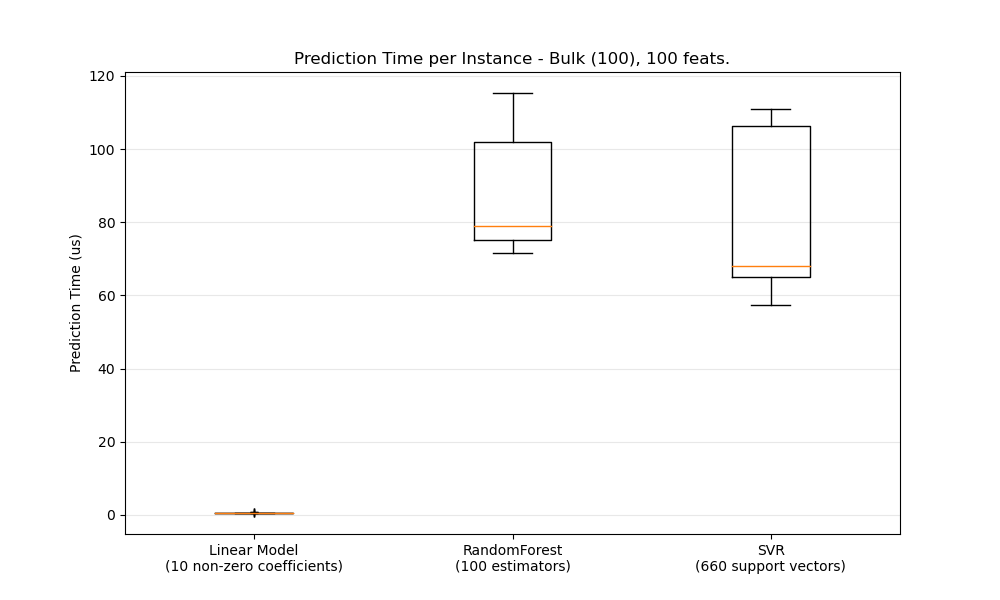 Prediction Time per Instance - Bulk (100), 100 feats.
Prediction Time (us)
120
100
80
60
40
20
0
Linear Model
(10 non-zero coefficients)
RandomForest
(100 estimators)
SVR
(660 support vectors)